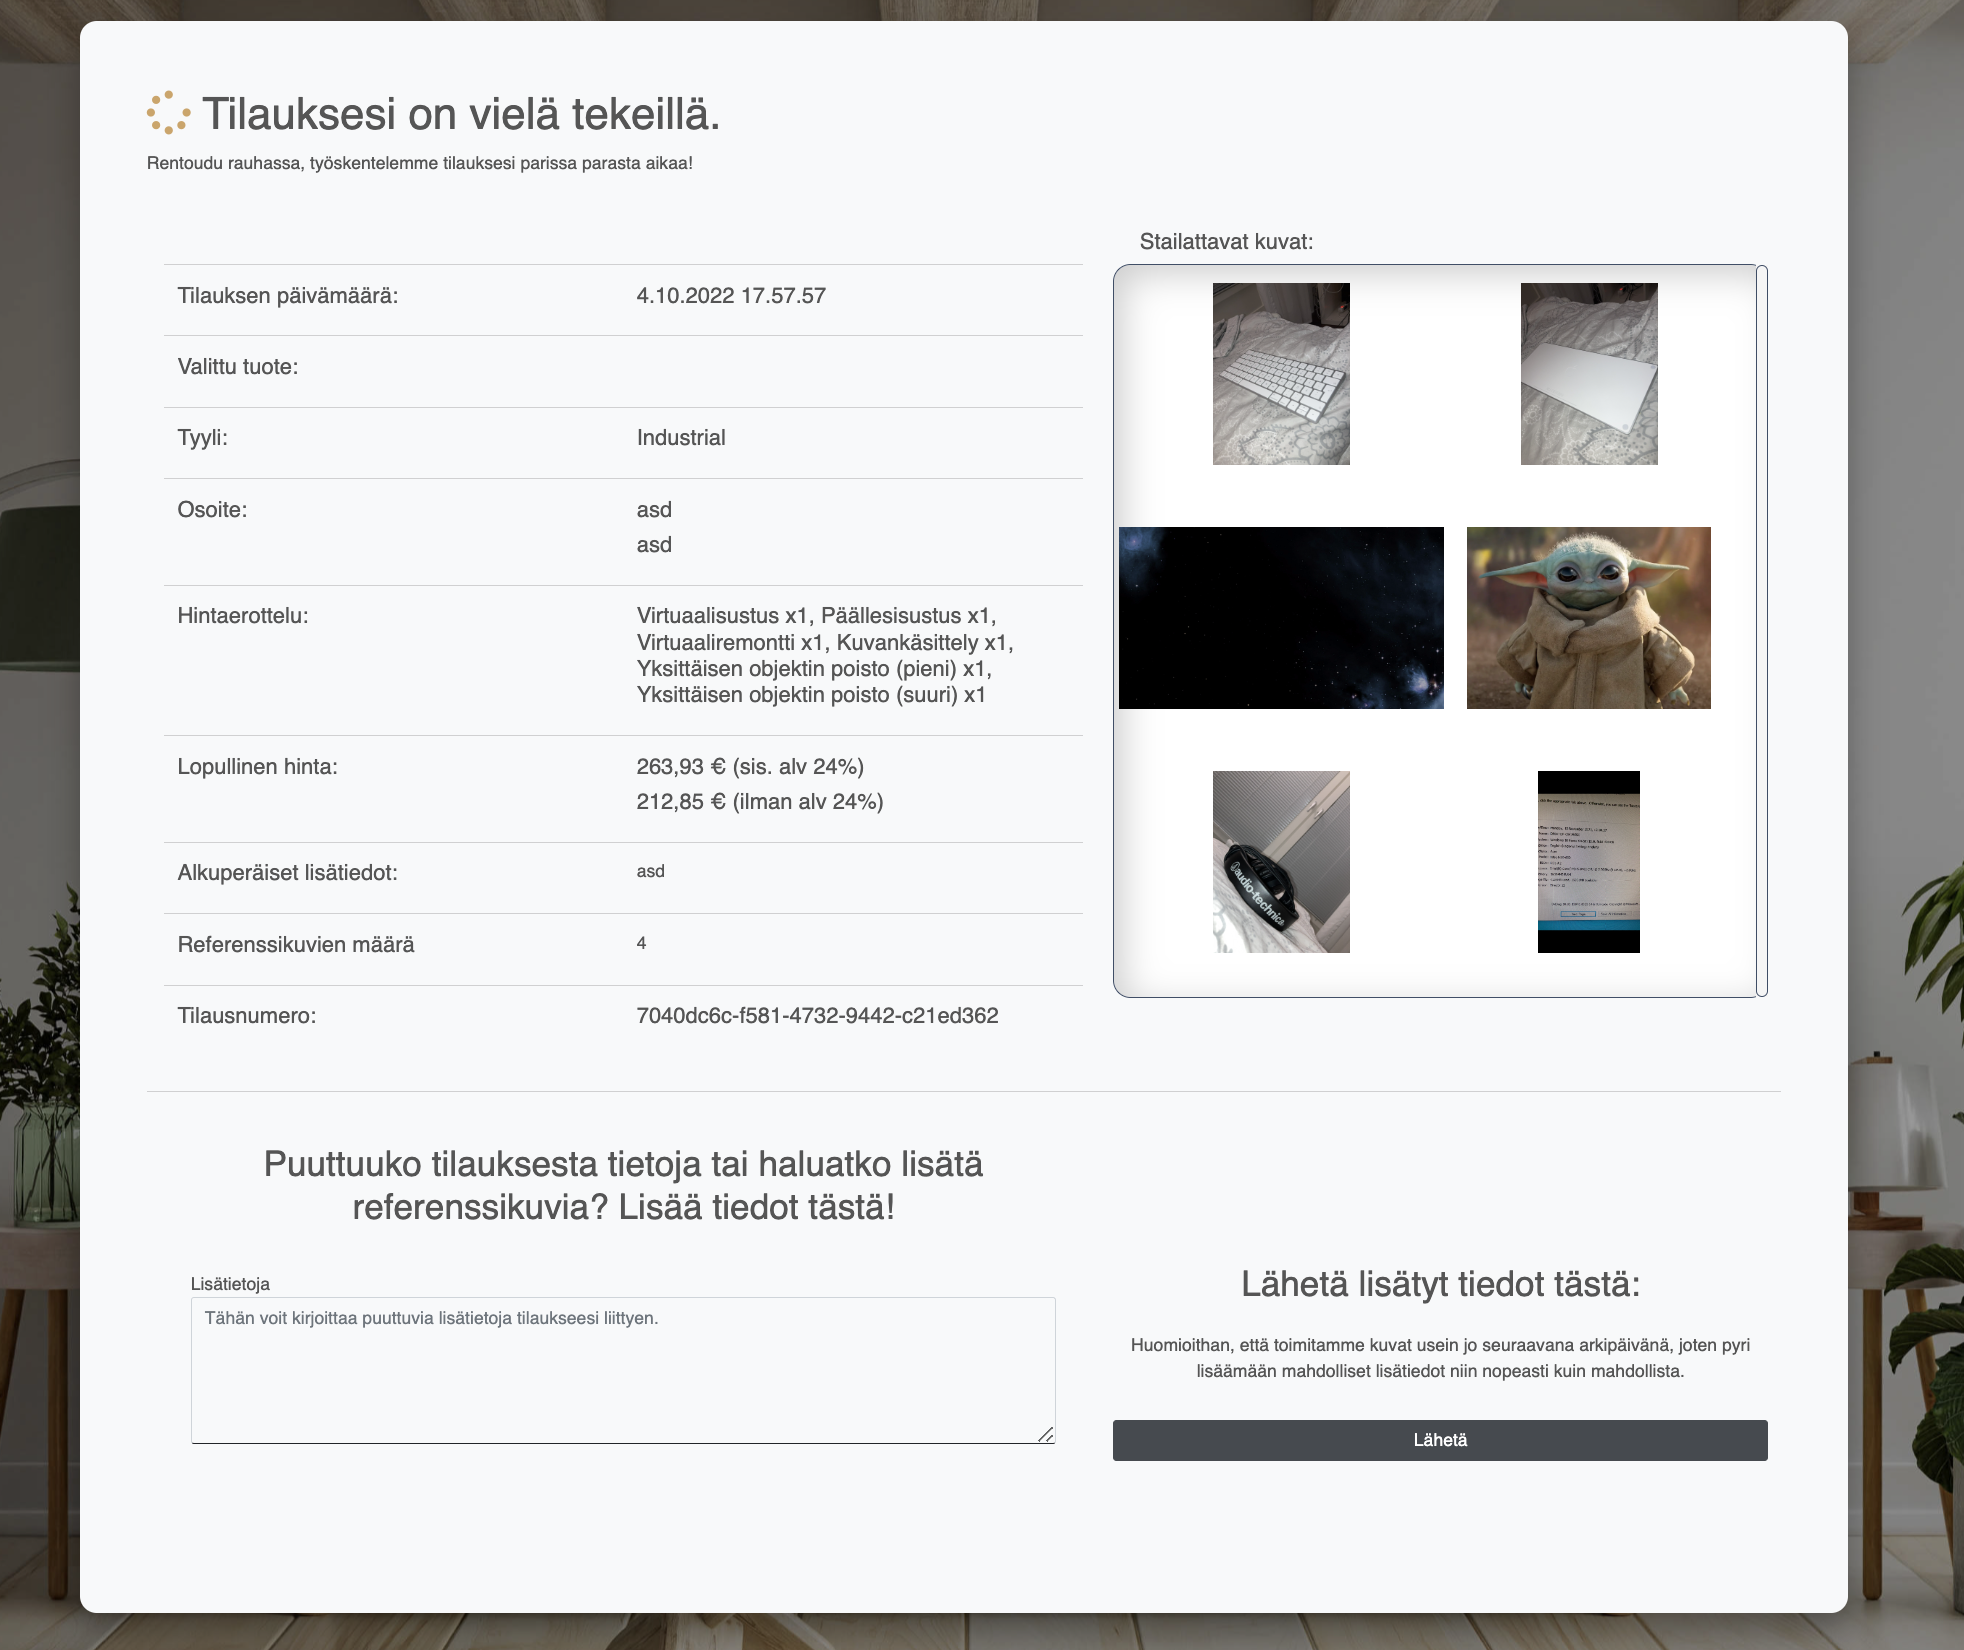 Tilauksesi on vielä tekeillä.
Rentoudu rauhassa, työskentelemme tilauksesi parissa parasta aikaa!
Tilauksen päivämäärä: 4.10.2022 17.57.57
Valittu tuote:
Tyyli: Industrial
Osoite: asd
asd
Hintaerottelu: Virtuaalisustus x1, Päällesisustus x1,
Virtuaaliremontti x1, Kuvankäsittely x1,
Yksittäisen objektin poisto (pieni) x1,
Yksittäisen objektin poisto (suuri) x1
Lopullinen hinta: 263,93 € (sis. alv 24%)
212,85 € (ilman alv 24%)
Alkuperäiset lisätiedot: asd
Referenssikuvien määrä 4
Tilausnumero: 7040dc6c-f581-4732-9442-c21ed362
Stailattavat kuvat:
audio-technica
Puuttuuko tilauksesta tietoja tai haluatko lisätä
referenssikuvia? Lisää tiedot tästä!
Lisätietoja
Tähän voit kirjoittaa puuttuvia lisätietoja tilaukseesi liittyen.
Lähetä lisätyt tiedot tästä:
Huomioithan, että toimitamme kuvat usein jo seuraavana arkipäivänä, joten pyri
lisäämään mahdolliset lisätiedot niin nopeasti kuin mahdollista.
Lähetä